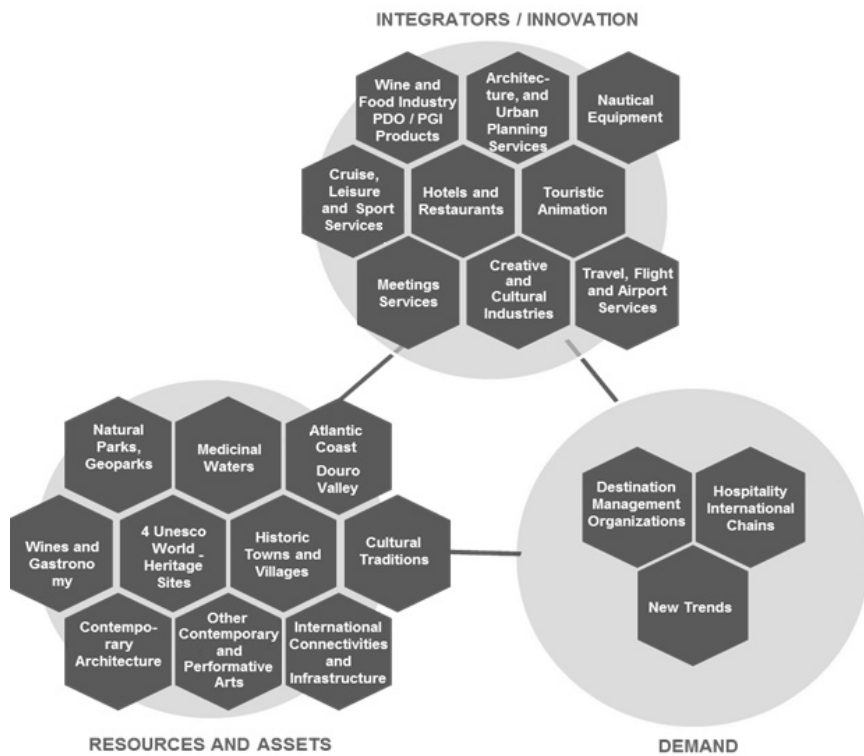 INTEGRATORS / INNOVATION
Wine and
Food Industry
PDO / PGI
Products
Architec-
ture, and
Urban
Planning
Services
Nautical
Equipment
Cruise,
Leisure
and Sport
Services
Hotels and
Restaurants
Touristic
Animation
Meetings
Services
Creative
and
Cultural
Industries
Travel, Flight
and Airport
Services
Natural
Parks,
Geoparks
Medicinal
Waters
Atlantic
Coast
Douro
Valley
Wines and
Gastrono
my
4 Unesco
World _
Heritage
Sites
Historic
Towns and
Villages
Cultural
Traditions
Contempo-
rary
Architecture
Other
Contemporary
and
Performative
Arts
International
Connectivities
and
Infrastructure
Destination
Management
Organizations
Hospitality
International
Chains
New Trends
RESOURCES AND ASSETS
DEMAND